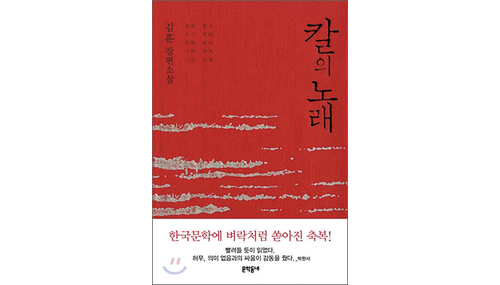 칼의 노래
김훈 장편소설
한국문학에 벼락처럼 쏟아진 축복!
빨려들 듯이 읽었다.
허무, 의미 없음과의 싸움이 감동을 줬다. _박완서
문학동네